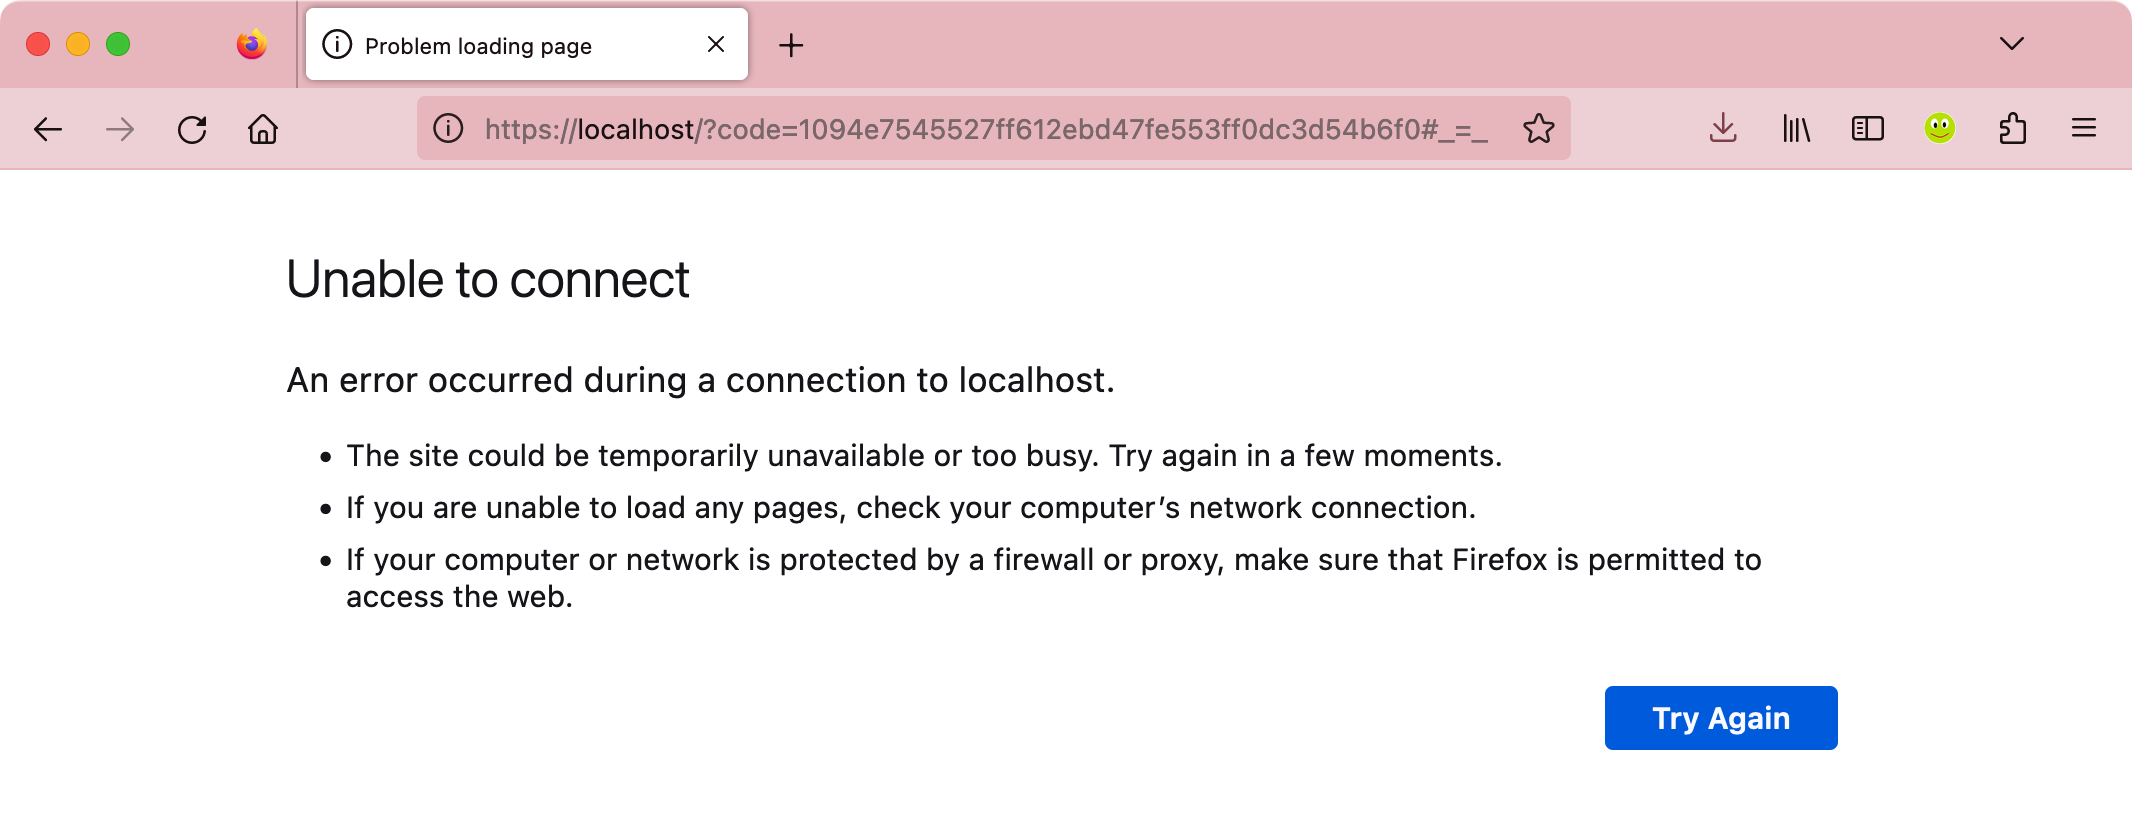 Problem loading page
https://localhost/?code=1094e7545527ff612ebd47fe553ff0dc3d54b6f0#_=_
Unable to connect
An error occurred during a connection to localhost.
• The site could be temporarily unavailable or too busy. Try again in a few moments.
• If you are unable to load any pages, check your computer’s network connection.
• If your computer or network is protected by a firewall or proxy, make sure that Firefox is permitted to
access the web.
Try Again